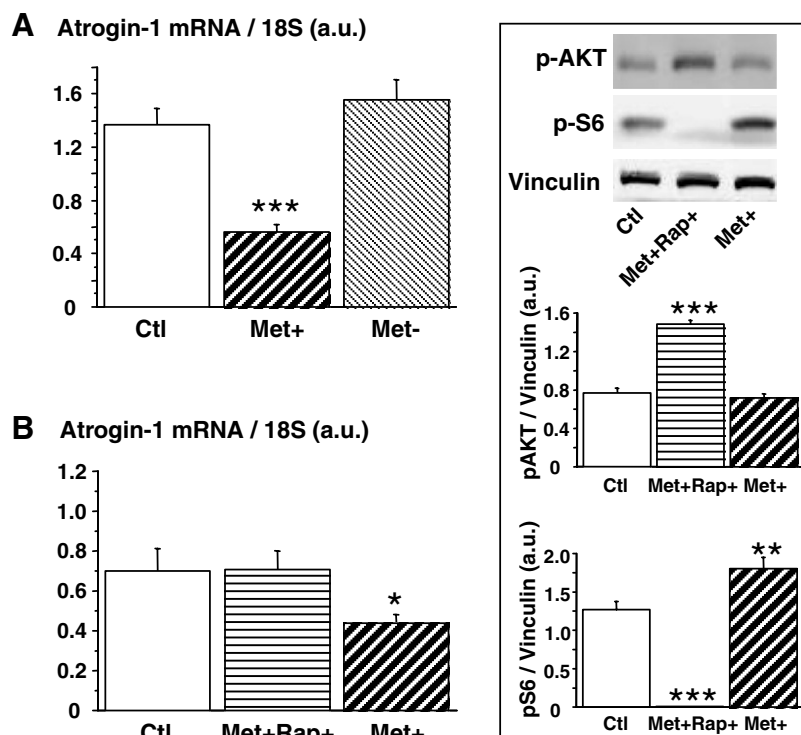 A Atrogin-1 mRNA / 18S (a.u.)
1.6
1.2
0.8
0.4
0
***
Ctl Met+ Met-
B Atrogin-1 mRNA / 18S (a.u.)
1.2
1.0
0.8
0.6
0.4
0.2
0
*
Ctl Met+Rap+ Met+
p-AKT
p-S6
Vinculin
Ctl Met+Rap+ Met+
pAKT / Vinculin (a.u.)
1.6
1.2
0.8
0.4
0
***
Ctl Met+Rap+ Met+
pS6 / Vinculin (a.u.)
2.0
1.5
1.0
0.5
0
***
**
Ctl Met+Rap+ Met+